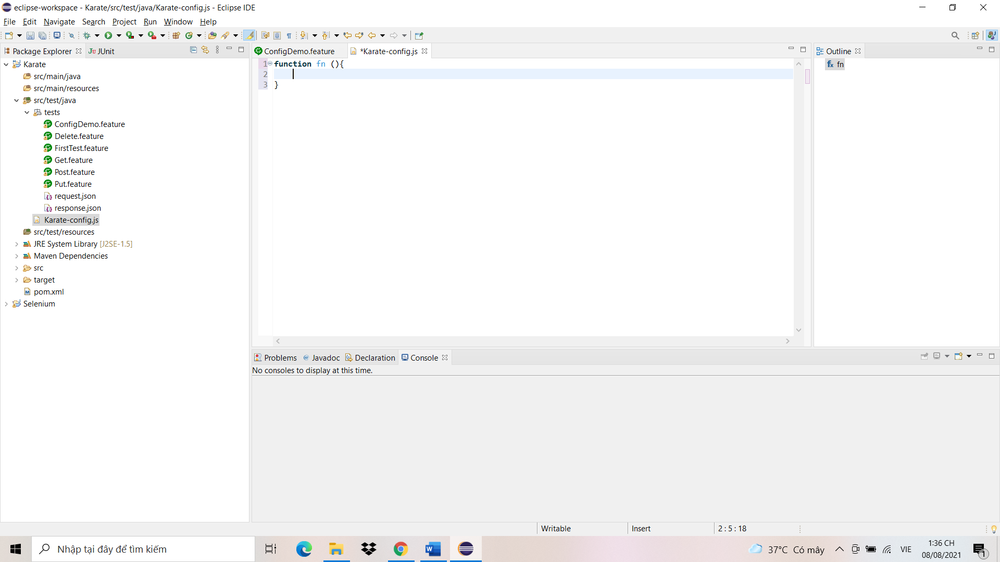 eclipse-workspace - Karate/src/test/java/Karate-config.js - Eclipse IDE
File Edit Navigate Search Project Run Window Help
Package Explorer JUnit
Karate
src/main/java
src/main/resources
src/test/java
tests
ConfigDemo.feature
Delete.feature
FirstTest.feature
Get.feature
Post.feature
Put.feature
request.json
response.json
Karate-config.js
src/test/resources
JRE System Library [J2SE-1.5]
Maven Dependencies
src
target
pom.xml
Selenium
ConfigDemo.feature *Karate-config.js
1 function fn (){
2
3 }
Outline
fn
Problems Javadoc Declaration Console
No consoles to display at this time.
Writable Insert 2 : 5 : 18
Nhập tại đây để tìm kiếm
37°C Có mây
VIE
1:36 CH
08/08/2021
1